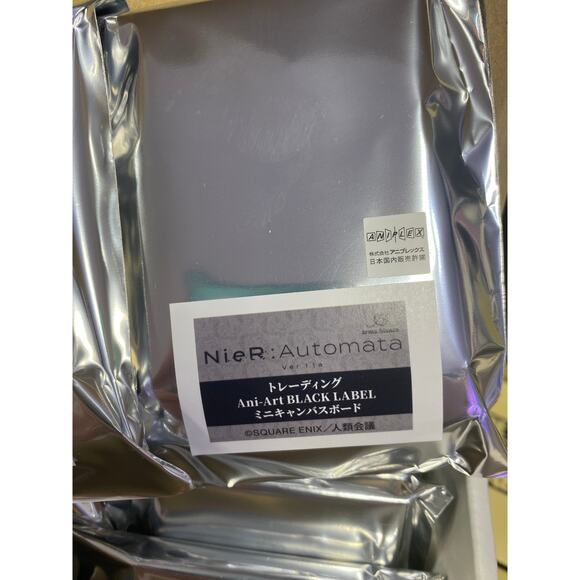 ANIPLEX
株式会社アニプレックス
日本国内販売許諾
arma bianca
NieR:Automata
Ver1.1a
トレーディング
Ani-Art BLACK LABEL
ミニキャンバスボード
©SQUARE ENIX／人類会議